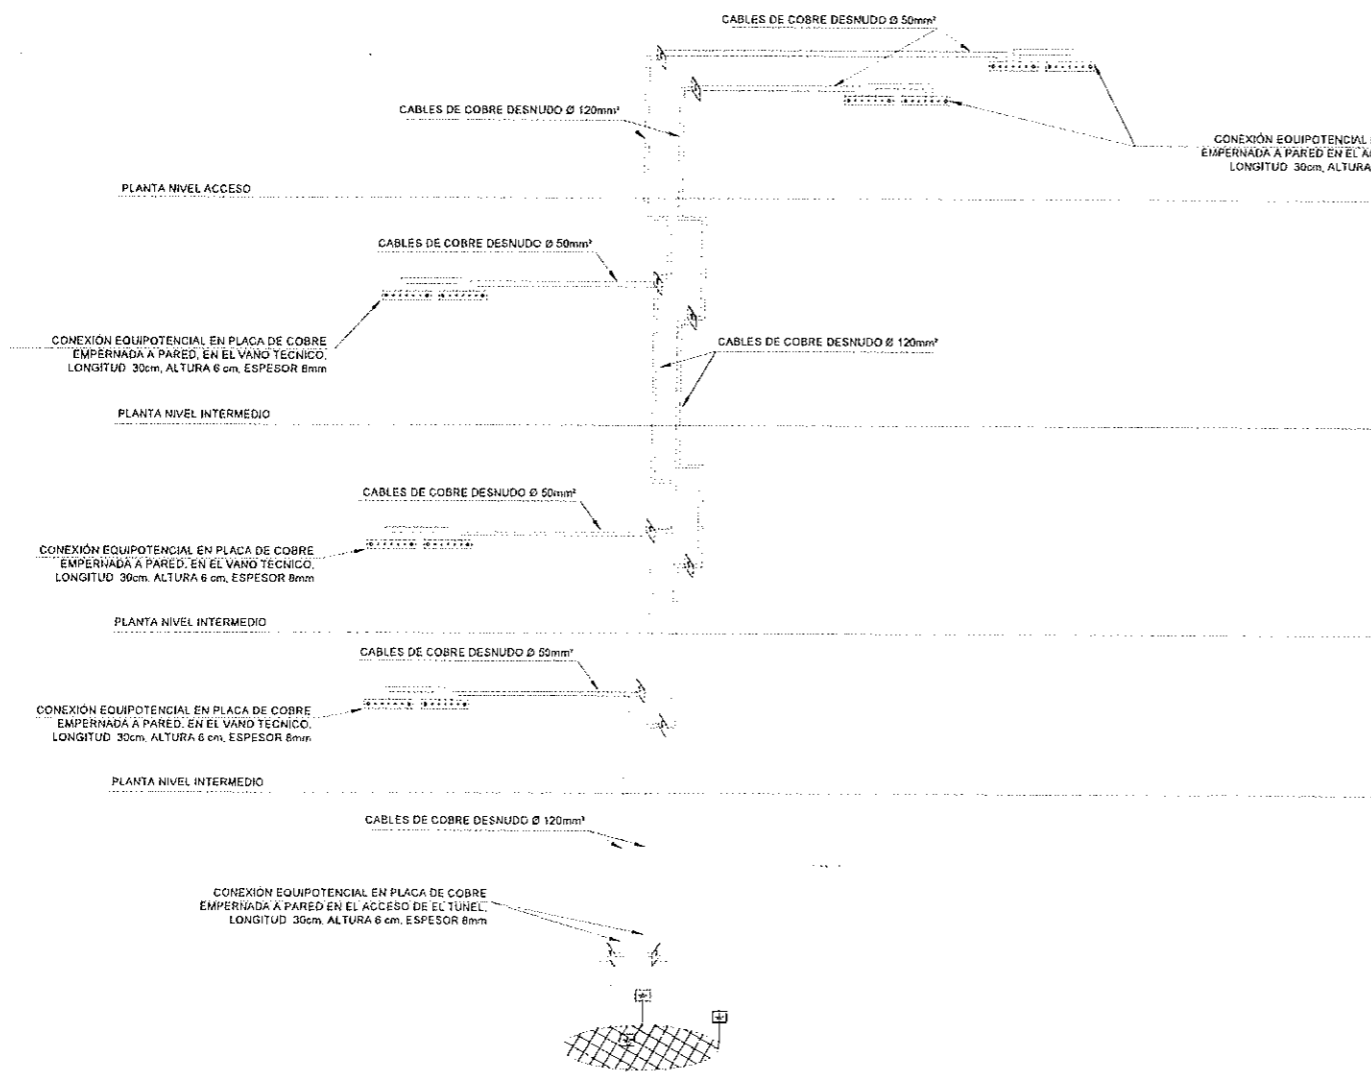 CABLES DE COBRE DESNUDO Ø 50mm²
CABLES DE COBRE DESNUDO Ø 120mm²
CONEXIÓN EQUIPOTENCIAL
EMPERNADA A PARED EN EL
LONGITUD 30cm, ALTURA
PLANTA NIVEL ACCESO
CABLES DE COBRE DESNUDO Ø 50mm²
CONEXIÓN EQUIPOTENCIAL EN PLACA DE COBRE
EMPERNADA A PARED, EN EL VANO TECNICO,
LONGITUD 30cm, ALTURA 6 cm, ESPESOR 8mm
CABLES DE COBRE DESNUDO Ø 120mm²
PLANTA NIVEL INTERMEDIO
CABLES DE COBRE DESNUDO Ø 50mm²
CONEXIÓN EQUIPOTENCIAL EN PLACA DE COBRE
EMPERNADA A PARED, EN EL VANO TECNICO,
LONGITUD 30cm, ALTURA 6 cm, ESPESOR 8mm
PLANTA NIVEL INTERMEDIO
CABLES DE COBRE DESNUDO Ø 50mm²
CONEXIÓN EQUIPOTENCIAL EN PLACA DE COBRE
EMPERNADA A PARED, EN EL VANO TECNICO,
LONGITUD 30cm, ALTURA 6 cm, ESPESOR 8mm
PLANTA NIVEL INTERMEDIO
CABLES DE COBRE DESNUDO Ø 120mm²
CONEXIÓN EQUIPOTENCIAL EN PLACA DE COBRE
EMPERNADA A PARED EN EL ACCESO DE EL TUNEL,
LONGITUD 30cm, ALTURA 6 cm, ESPESOR 8mm